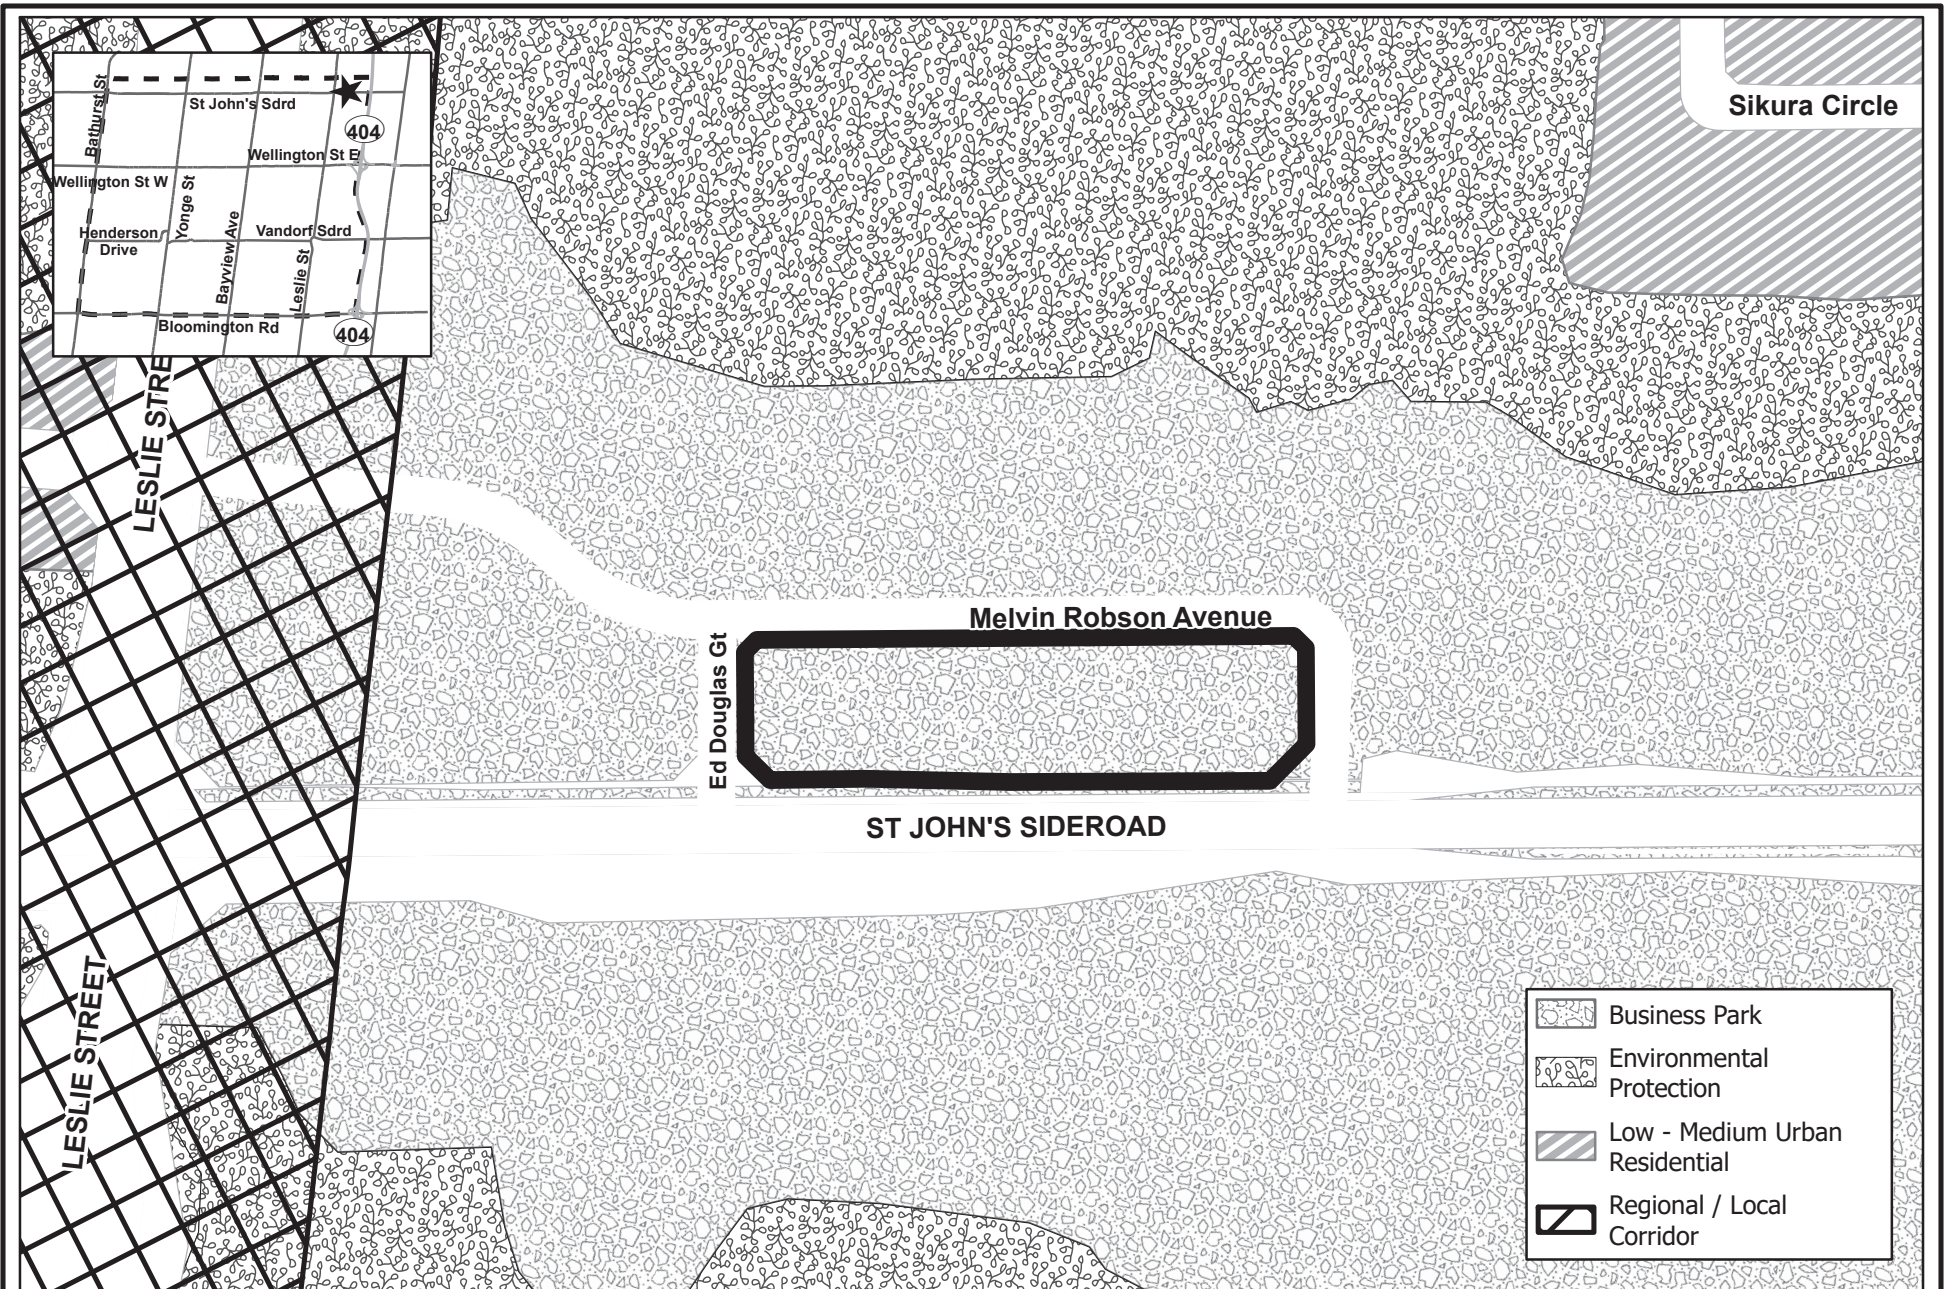 Bathurst St
St John's Sdrd
404
Wellington St E
Wellington St W
Yonge St
Henderson
Drive
Bayview Ave
Vandorf Sdrd
Leslie St
Bloomington Rd
404
Sikura Circle
LESLIE STRE
Melvin Robson Avenue
Ed Douglas Gt
ST JOHN'S SIDEROAD
LESLIE STREET
Business Park
Environmental
Protection
Low - Medium Urban
Residential
Regional / Local
Corridor